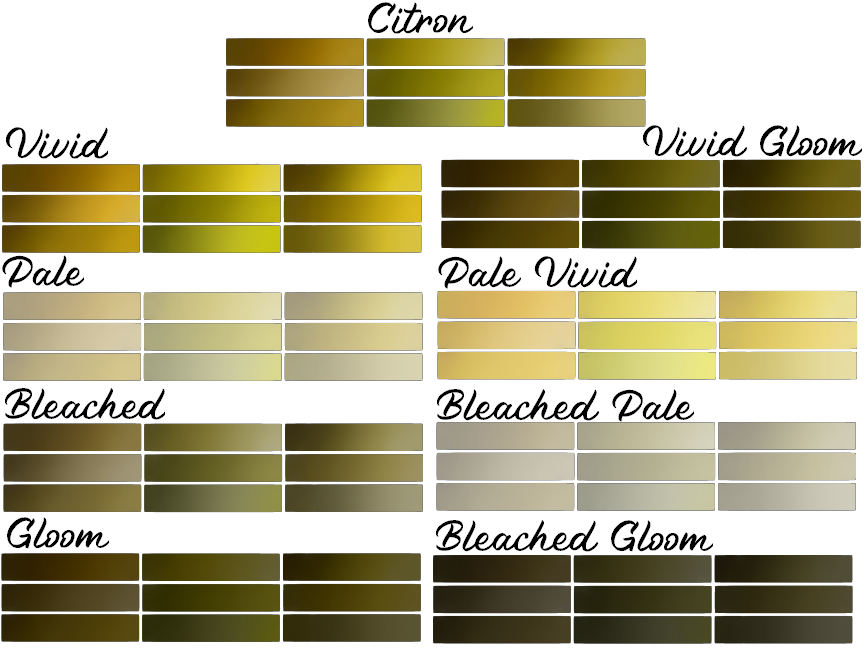 Citron
Vivid
Vivid Gloom
Pale
Pale Vivid
Bleached
Bleached Pale
Gloom
Bleached Gloom